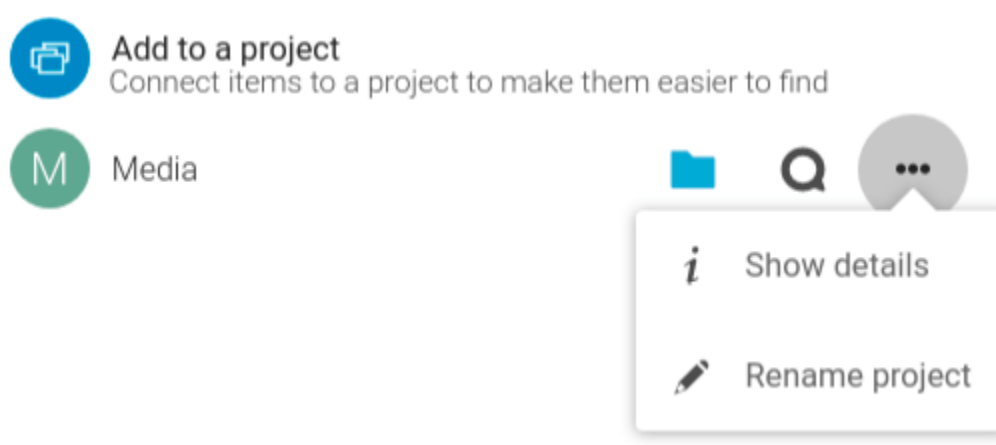 Add to a project
Connect items to a project to make them easier to find
M Media
Show details
Rename project